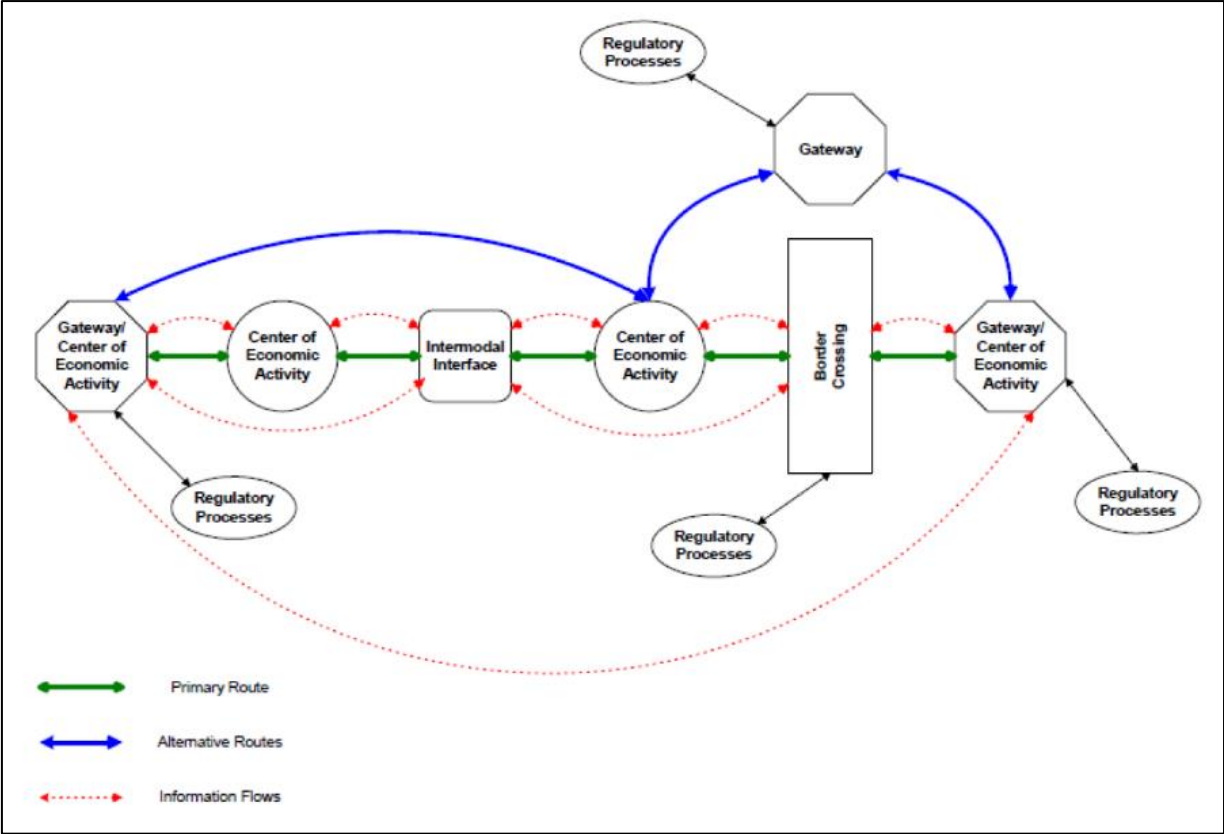 Regulatory
Processes
Gateway
Gateway/
Center of
Economic
Activity
Center of
Economic
Activity
Intermodal
Interface
Center of
Economic
Activity
Border
Crossing
Gateway/
Center of
Economic
Activity
Regulatory
Processes
Regulatory
Processes
Regulatory
Processes
Primary Route
Alternative Routes
Information Flows